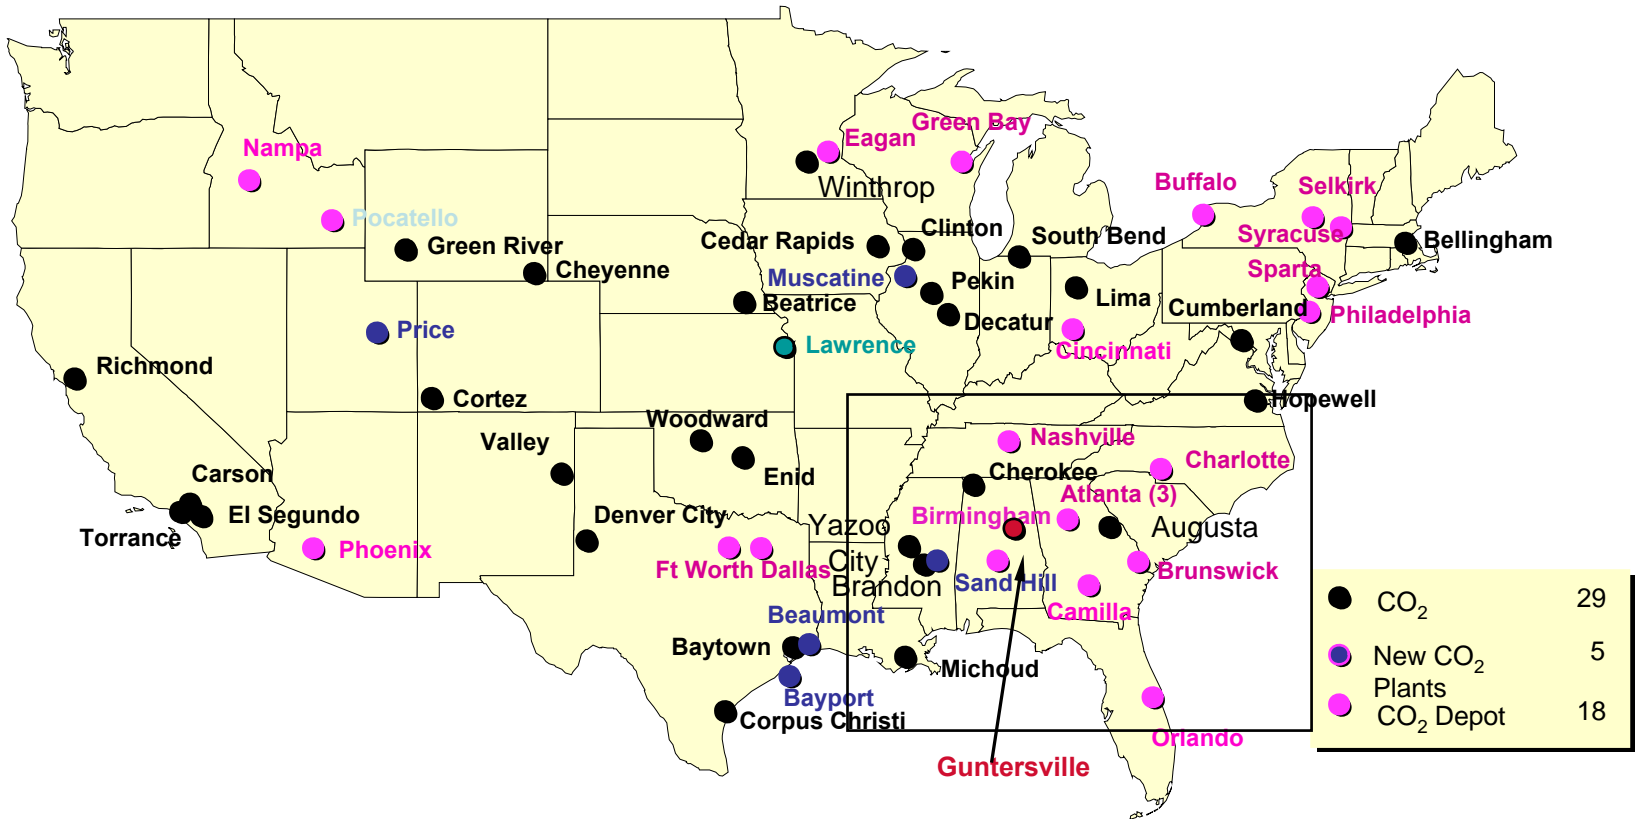 Green Bay
Eagan
Nampa
Winthrop
Buffalo
Selkirk
Pocatello
Clinton
South Bend
Syracuse
Bellingham
Green River
Cedar Rapids
Cheyenne
Muscatine
Pekin
Sparta
Beatrice
Lima
Cumberland
Philadelphia
Price
Decatur
Lawrence
Cincinnati
Richmond
Cortez
Hopewell
Woodward
Valley
Nashville
Enid
Cherokee
Charlotte
Carson
Atlanta (3)
El Segundo
Denver City
Yazoo
Birmingham
Augusta
Torrance
Phoenix
Ft Worth Dallas
City
Brandon
Sand Hill
Brunswick
Camilla
Beaumont
Baytown
Michoud
Bayport
Corpus Christi
Orlando
Guntersville
CO2 29
New CO2 5
Plants
CO2 Depot 18